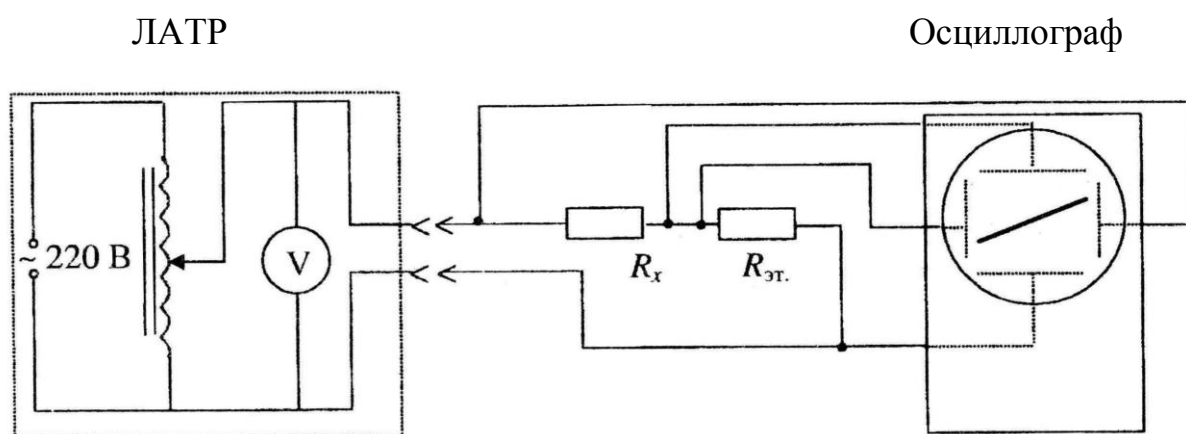 ЛАТР
Осциллограф
~ 220 В
V
Rₓ
Rэт.